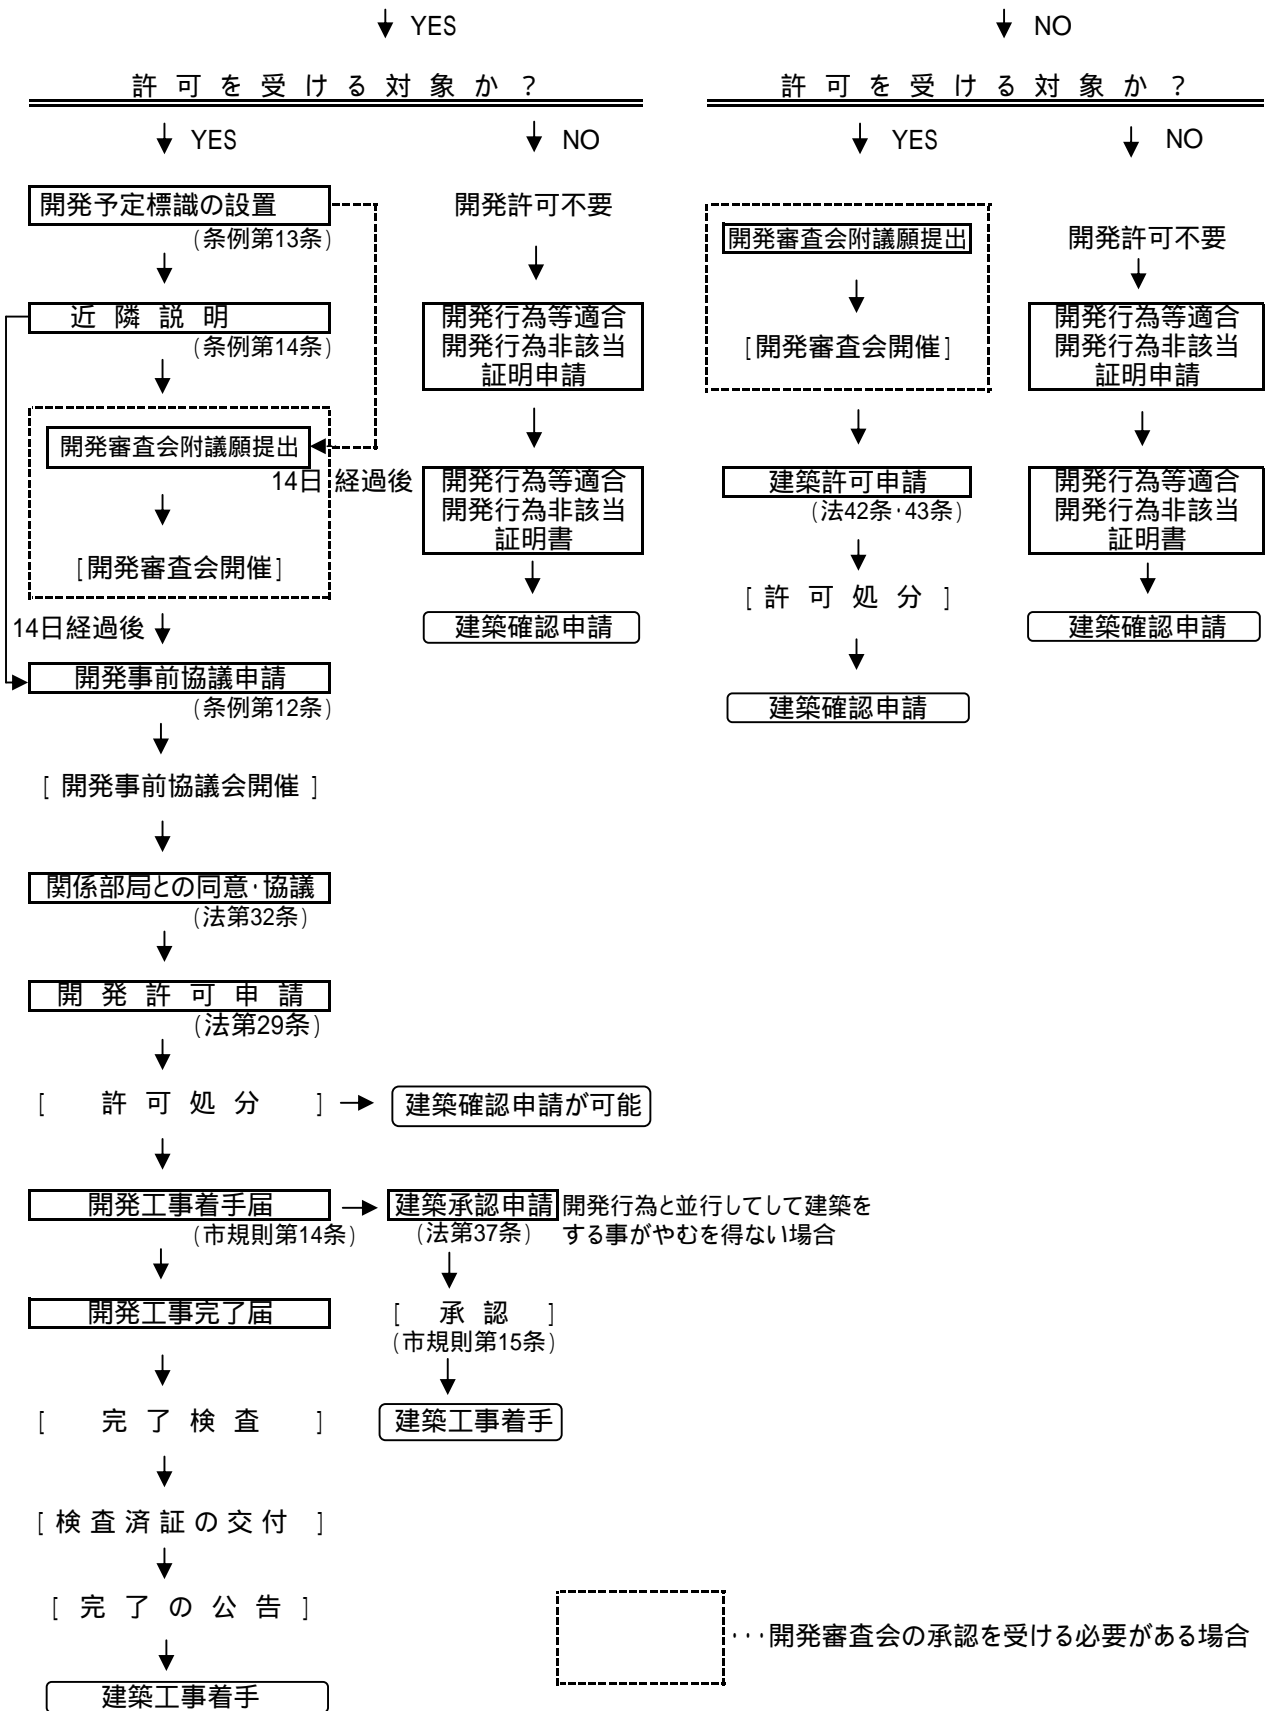 YES
NO
許可を受ける対象か?
許可を受ける対象か?
YES
NO
YES
NO
開発予定標識の設置
(条例第13条)
近隣説明
(条例第14条)
開発審査会附議願提出
14日 経過後
[開発審査会開催]
14日経過後
開発事前協議申請
(条例第12条)
[ 開発事前協議会開催 ]
関係部局との同意・協議
(法第32条)
開発許可申請
(法第29条)
[ 許可処分 ]
建築確認申請が可能
開発工事着手届
(市規則第14条)
建築承認申請
(法第37条)
開発行為と並行してして建築を
する事がやむを得ない場合
開発工事完了届
[ 承認 ]
(市規則第15条)
[ 完了検査 ]
建築工事着手
[検査済証の交付 ]
[ 完了の公告 ]
建築工事着手
開発許可不要
開発行為等適合
開発行為非該当
証明申請
開発行為等適合
開発行為非該当
証明書
建築確認申請
開発審査会附議願提出
[開発審査会開催]
建築許可申請
(法42条・43条)
[許可処分]
建築確認申請
開発許可不要
開発行為等適合
開発行為非該当
証明申請
開発行為等適合
開発行為非該当
証明書
建築確認申請
・・・開発審査会の承認を受ける必要がある場合